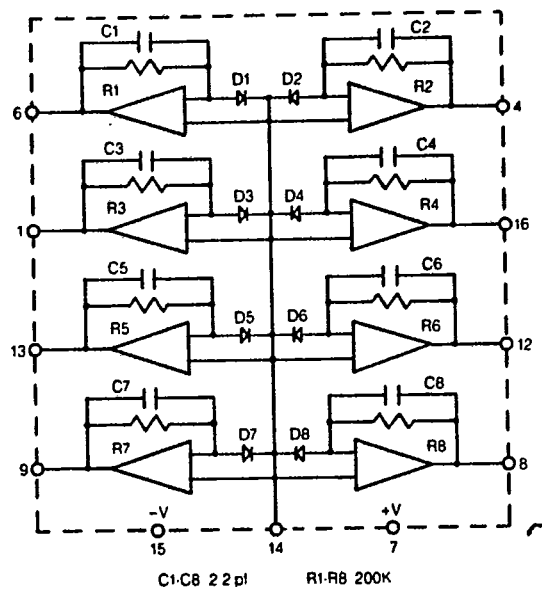 C1 C2
D1 D2
R1 R2
6 4
C3 C4
D3 D4
R3 R4
1 16
C5 C6
D5 D6
R5 R6
13 12
C7 C8
D7 D8
R7 R8
9 8
-V +V
15 14 7
C1-C8 2 2 pf R1-R8 200K